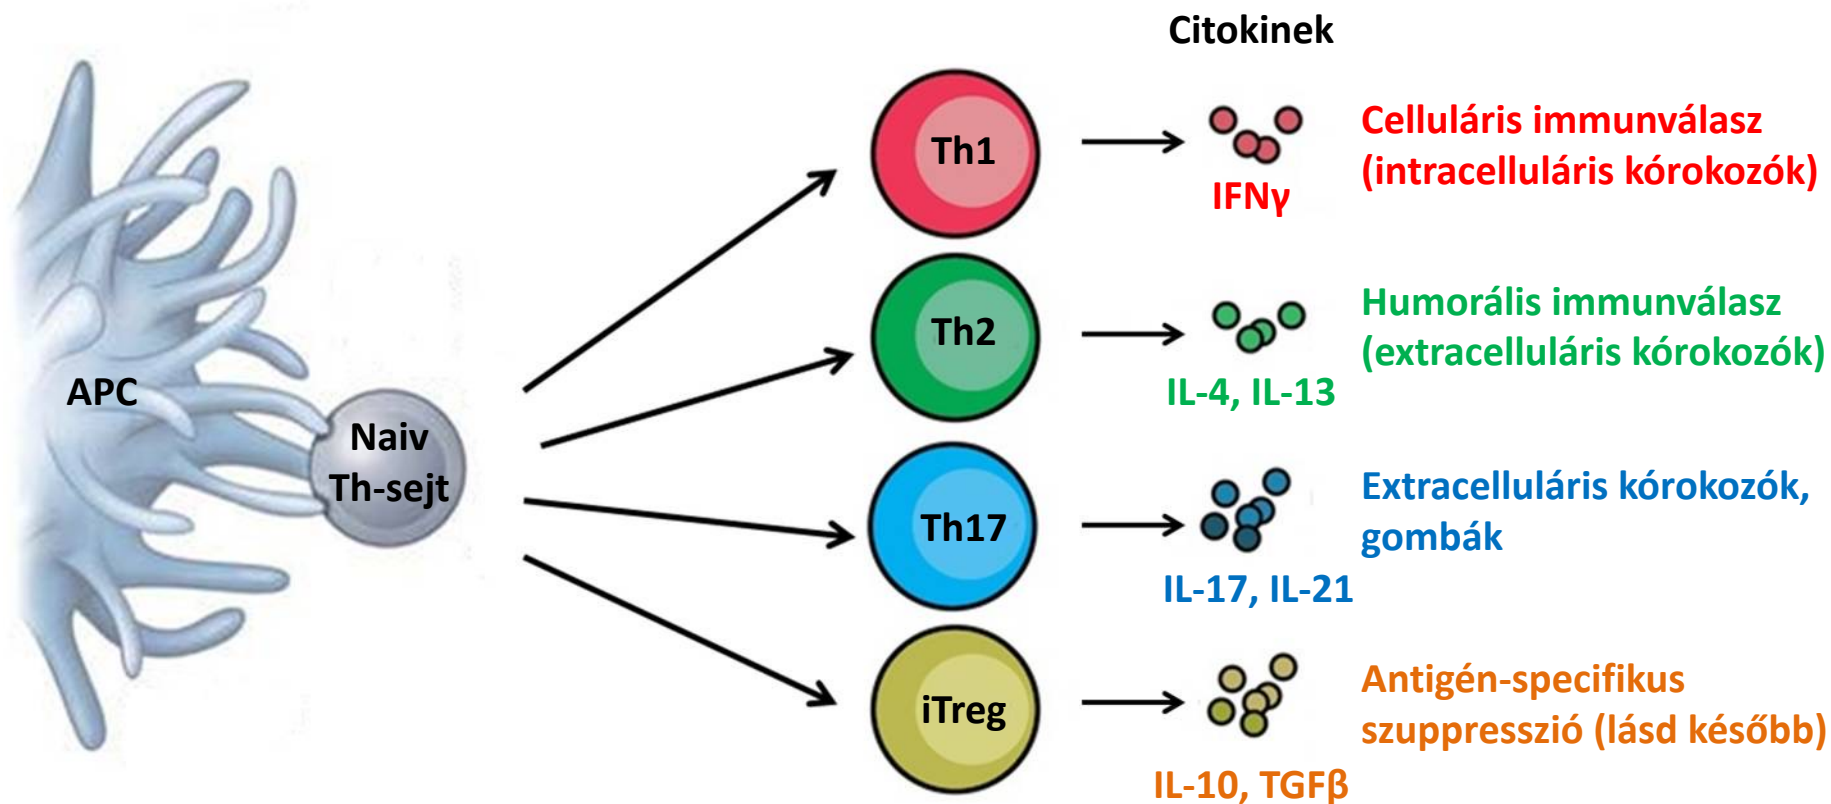 Citokinek
APC
Naiv
Th-sejt
Th1
IFNγ
Celluláris immunválasz
(intracelluláris kórokozók)
Th2
IL-4, IL-13
Humorális immunválasz
(extracelluláris kórokozók)
Th17
IL-17, IL-21
Extracelluláris kórokozók,
gombák
iTreg
IL-10, TGFβ
Antigén-specifikus
szuppresszió (lásd később)